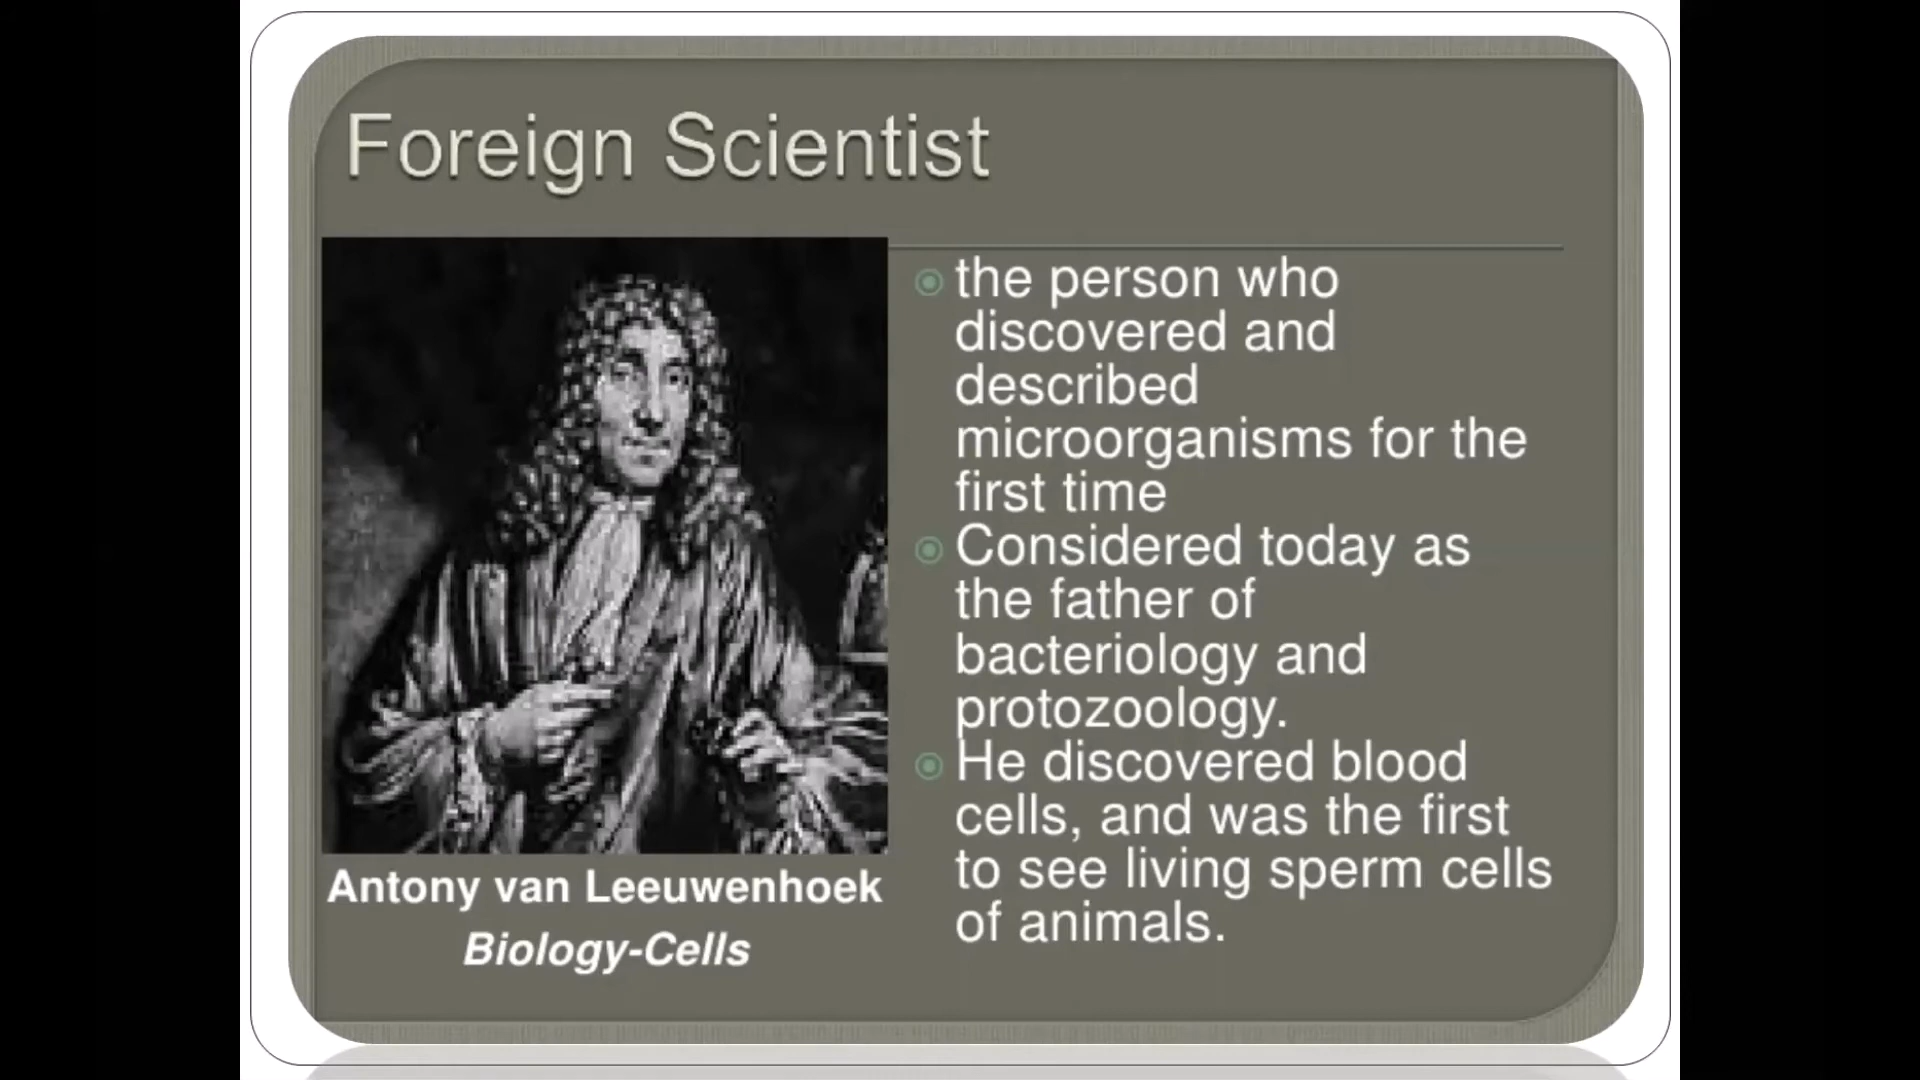 Foreign Scientist
the person who
discovered and
described
microorganisms for the
first time
Considered today as
the father of
bacteriology and
protozoology.
He discovered blood
cells, and was the first
to see living sperm cells
of animals.
Antony van Leeuwenhoek
Biology-Cells